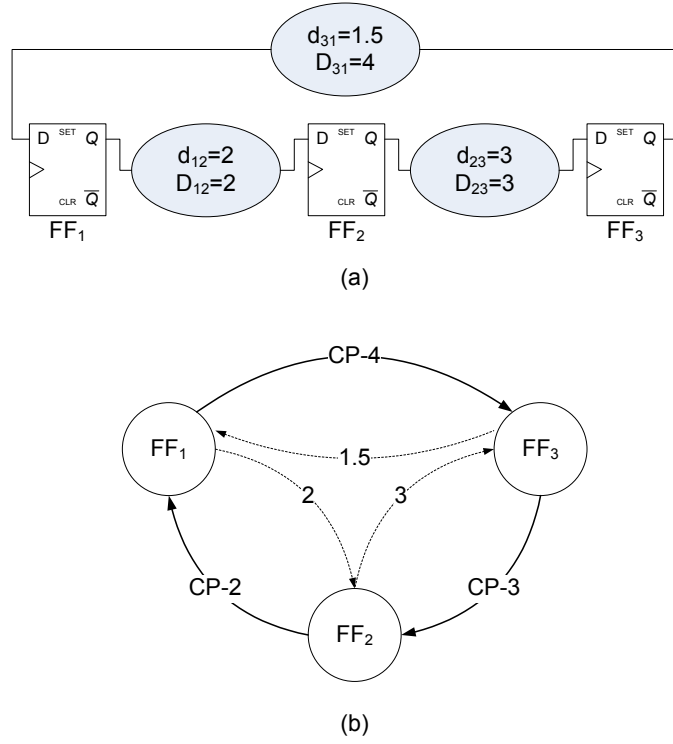 d31=1.5
D31=4
D SET Q
CLR Q
FF1
d12=2
D12=2
D SET Q
CLR Q
FF2
d23=3
D23=3
D SET Q
CLR Q
FF3
(a)
CP-4
FF1
FF3
1.5
2
3
CP-2
CP-3
FF2
(b)